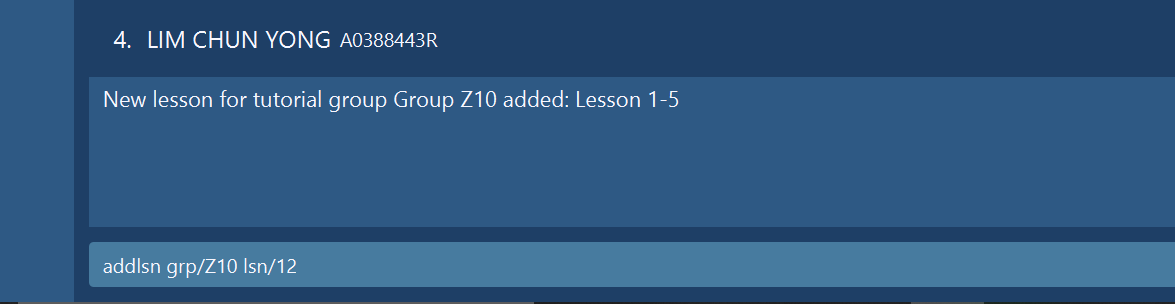 4. LIM CHUN YONG A0388443R
New lesson for tutorial group Group Z10 added: Lesson 1-5
addlsn grp/Z10 lsn/12